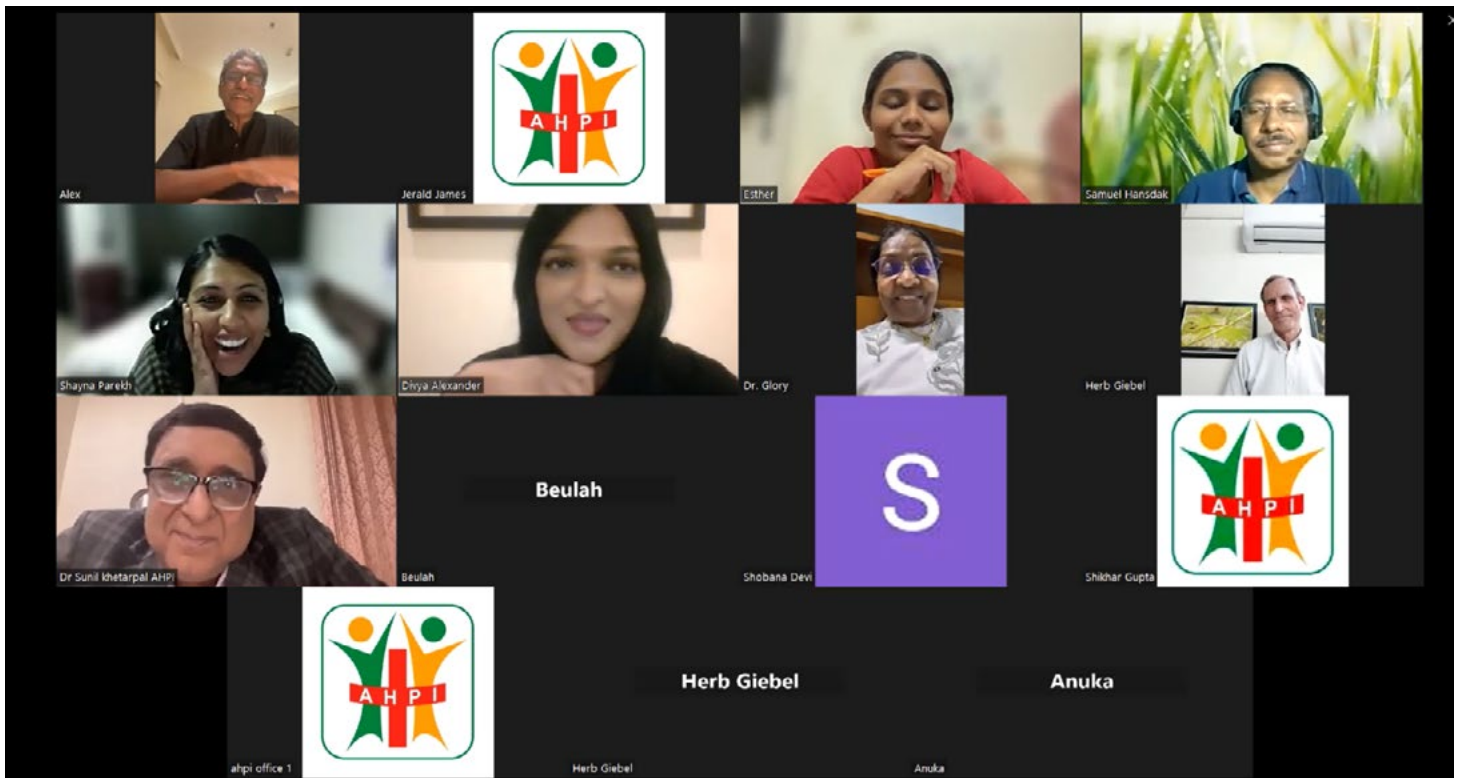 Alex
AHPI
Jerald James
Esther
Samuel Hansdak
Shayna Parekh
Divya Alexander
Dr. Glory
Herb Giebel
Dr Sunil khetarpal AHPI
Beulah
Beulah
S
Shobana Devi
AHPI
Shikhar Gupta
AHPI
ahpi office 1
Herb Giebel
Herb Giebel
Anuka
Anuka